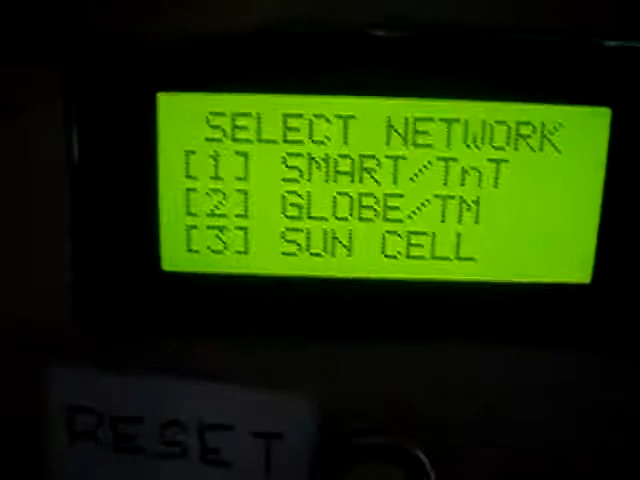 SELECT NETWORK
[1] SMART/TnT
[2] GLOBE/TM
[3] SUN CELL
RESET